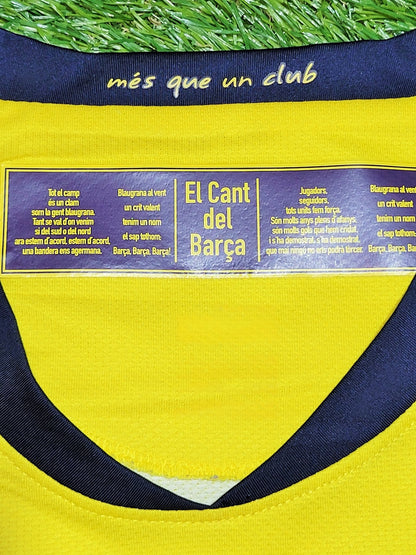 més que un club
Tot el camp
és un clam
som la gent blaugrana.
Tant se val d'on venim
si del sud o del nord
ara estem d'acord, estem d'acord,
una bandera ens agermana.
Blaugrana al vent
un crit valent
tenim un nom
el sap tothom:
Barça, Barça, Barça!
El Cant
del
Barça
Jugadors,
seguidors,
tots units fem força.
Són molts anys plens d'afanys,
són molts gols que hem cridat,
i s'ha demostrat, s'ha demostrat,
que mai ningú no ens podrà tòrcer.
Blaugrana al vent
un crit valent
tenim un nom
el sap tothom:
Barça, Barça, Barça!